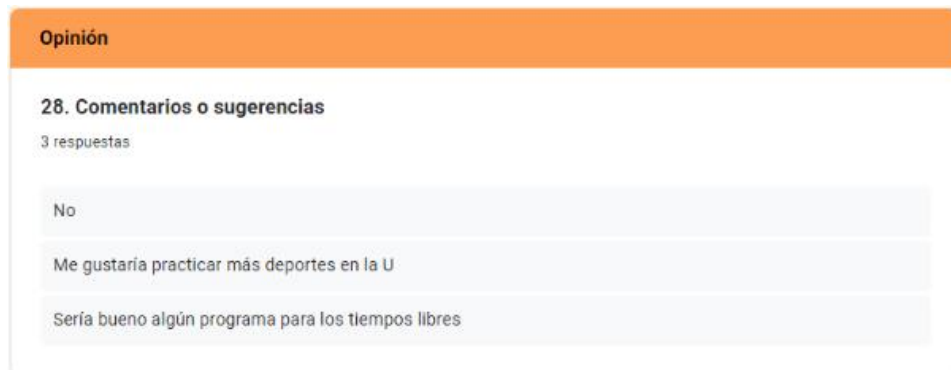 Opinión
28. Comentarios o sugerencias
3 respuestas
No
Me gustaría practicar más deportes en la U
Sería bueno algún programa para los tiempos libres